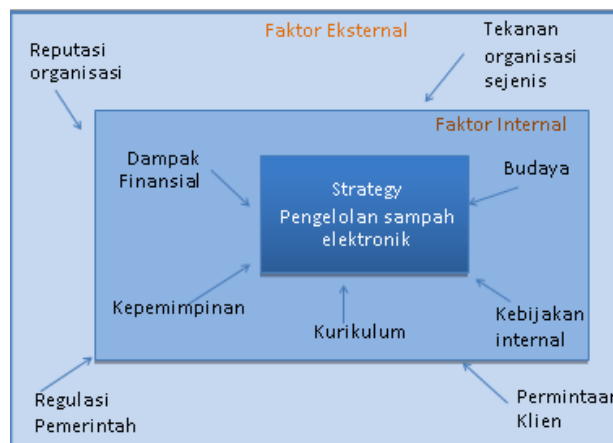 Faktor Eksternal
Tekanan
organisasi
sejenis
Reputasi
organisasi
Faktor Internal
Dampak
Finansial
Strategy
Pengelolan sampah
elektronik
Budaya
Kepemimpinan
Kurikulum
Kebijakan
internal
Regulasi
Pemerintah
Permintaan
Klien